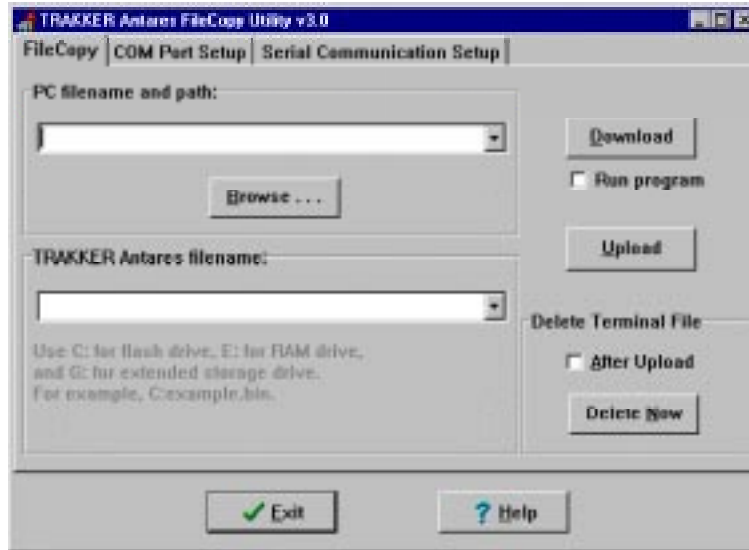 TRAKKER Antares FileCopy Utility v3.0
FileCopy
COM Port Setup
Serial Communication Setup
PC filename and path:
Browse . . .
TRAKKER Antares filename:
Use C: for flash drive, E: for RAM drive,
and G: for extended storage drive.
For example, C:example.bin.
Download
Run program
Upload
Delete Terminal File
After Upload
Delete Now
Exit
? Help